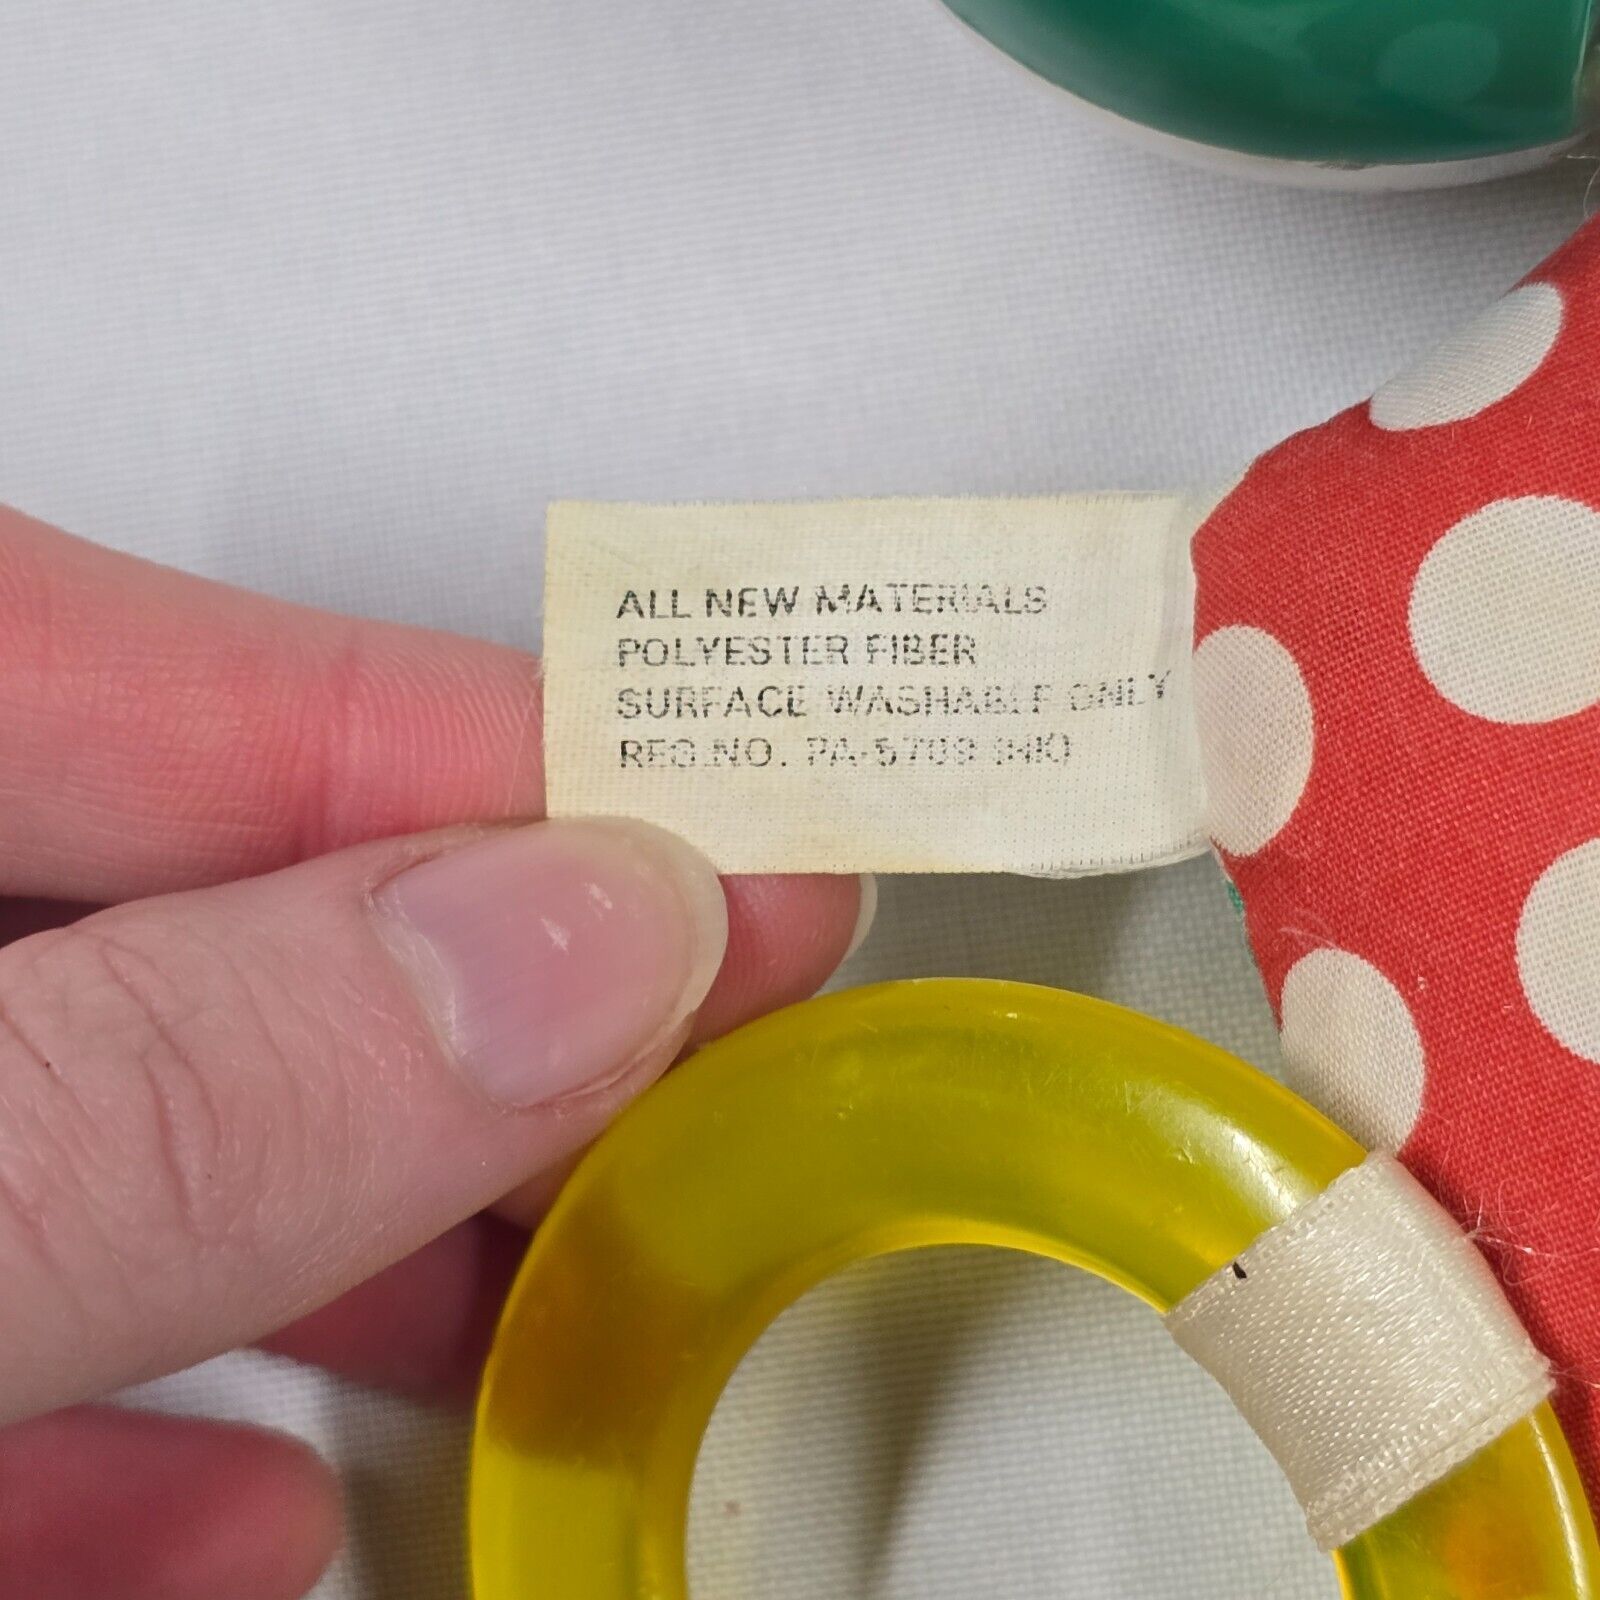 ALL NEW MATERIALS
POLYESTER FIBER
SURFACE WASHABLE ONLY
REG.NO. PA-5709 (HK)